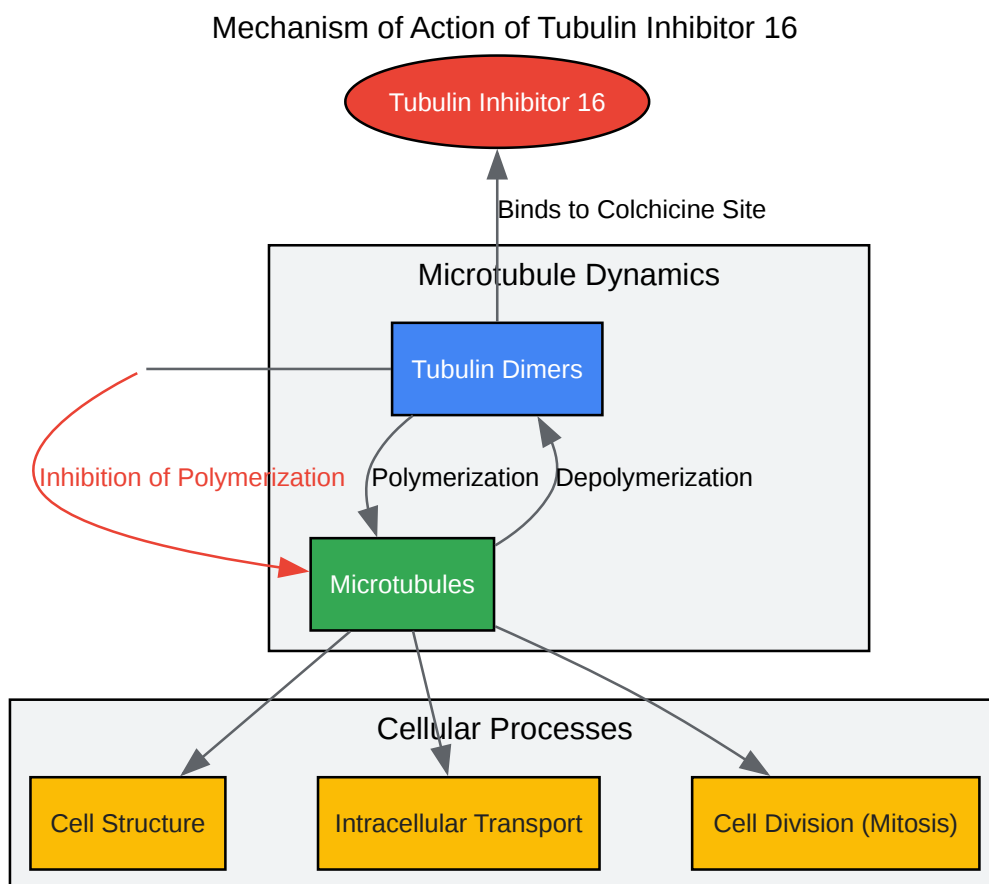 Mechanism of Action of Tubulin Inhibitor 16
Tubulin Inhibitor 16
Binds to Colchicine Site
Microtubule Dynamics
Tubulin Dimers
Inhibition of Polymerization
Polymerization
Depolymerization
Microtubules
Cellular Processes
Cell Structure
Intracellular Transport
Cell Division (Mitosis)